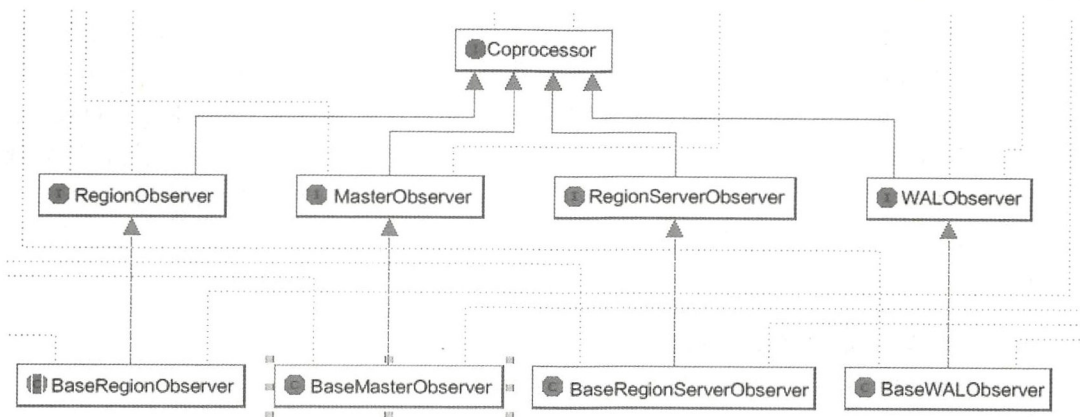 I Coprocessor
I RegionObserver
I MasterObserver
I RegionServerObserver
I WALObserver
C BaseRegionObserver
C BaseMasterObserver
C BaseRegionServerObserver
C BaseWALObserver